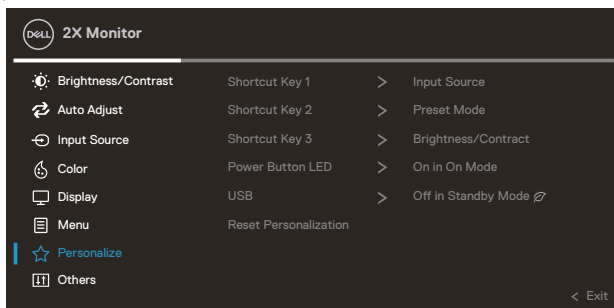 DELL 2X Monitor
Brightness/Contrast Shortcut Key 1 > Input Source
Auto Adjust Shortcut Key 2 > Preset Mode
Input Source Shortcut Key 3 > Brightness/Contract
Color Power Button LED > On in On Mode
Display USB > Off in Standby Mode
Menu Reset Personalization
Personalize
Others
< Exit